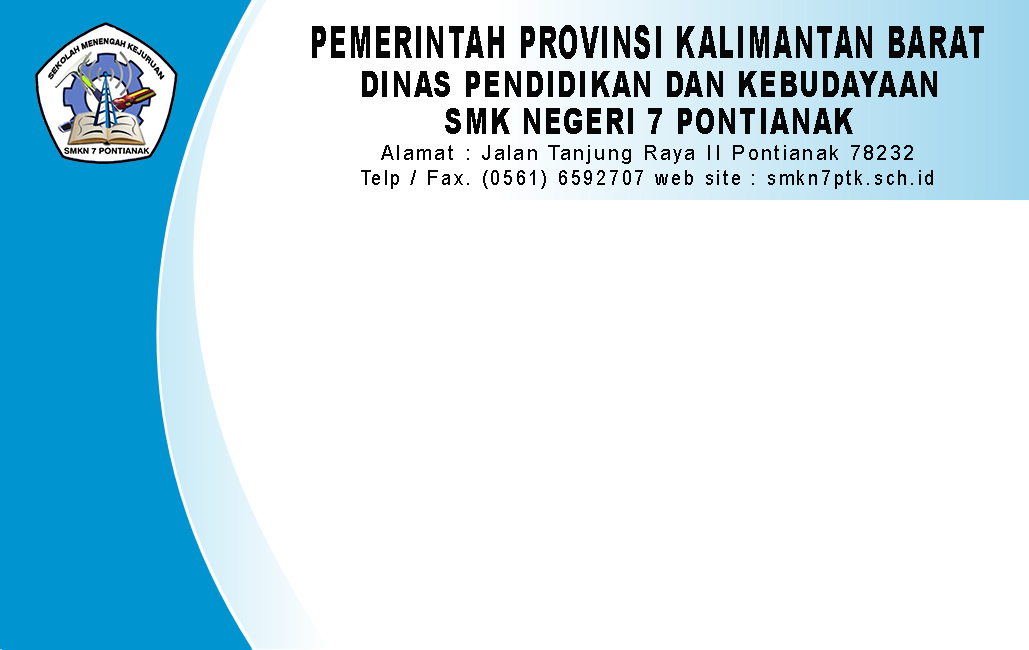 SEKOLAH MENENGAH KEJURUAN
SMKN 7 PONTIANAK
PEMERINTAH PROVINSI KALIMANTAN BARAT
DINAS PENDIDIKAN DAN KEBUDAYAAN
SMK NEGERI 7 PONTIANAK
Alamat : Jalan Tanjung Raya II Pontianak 78232
Telp / Fax. (0561) 6592707 web site : smkn7ptk.sch.id